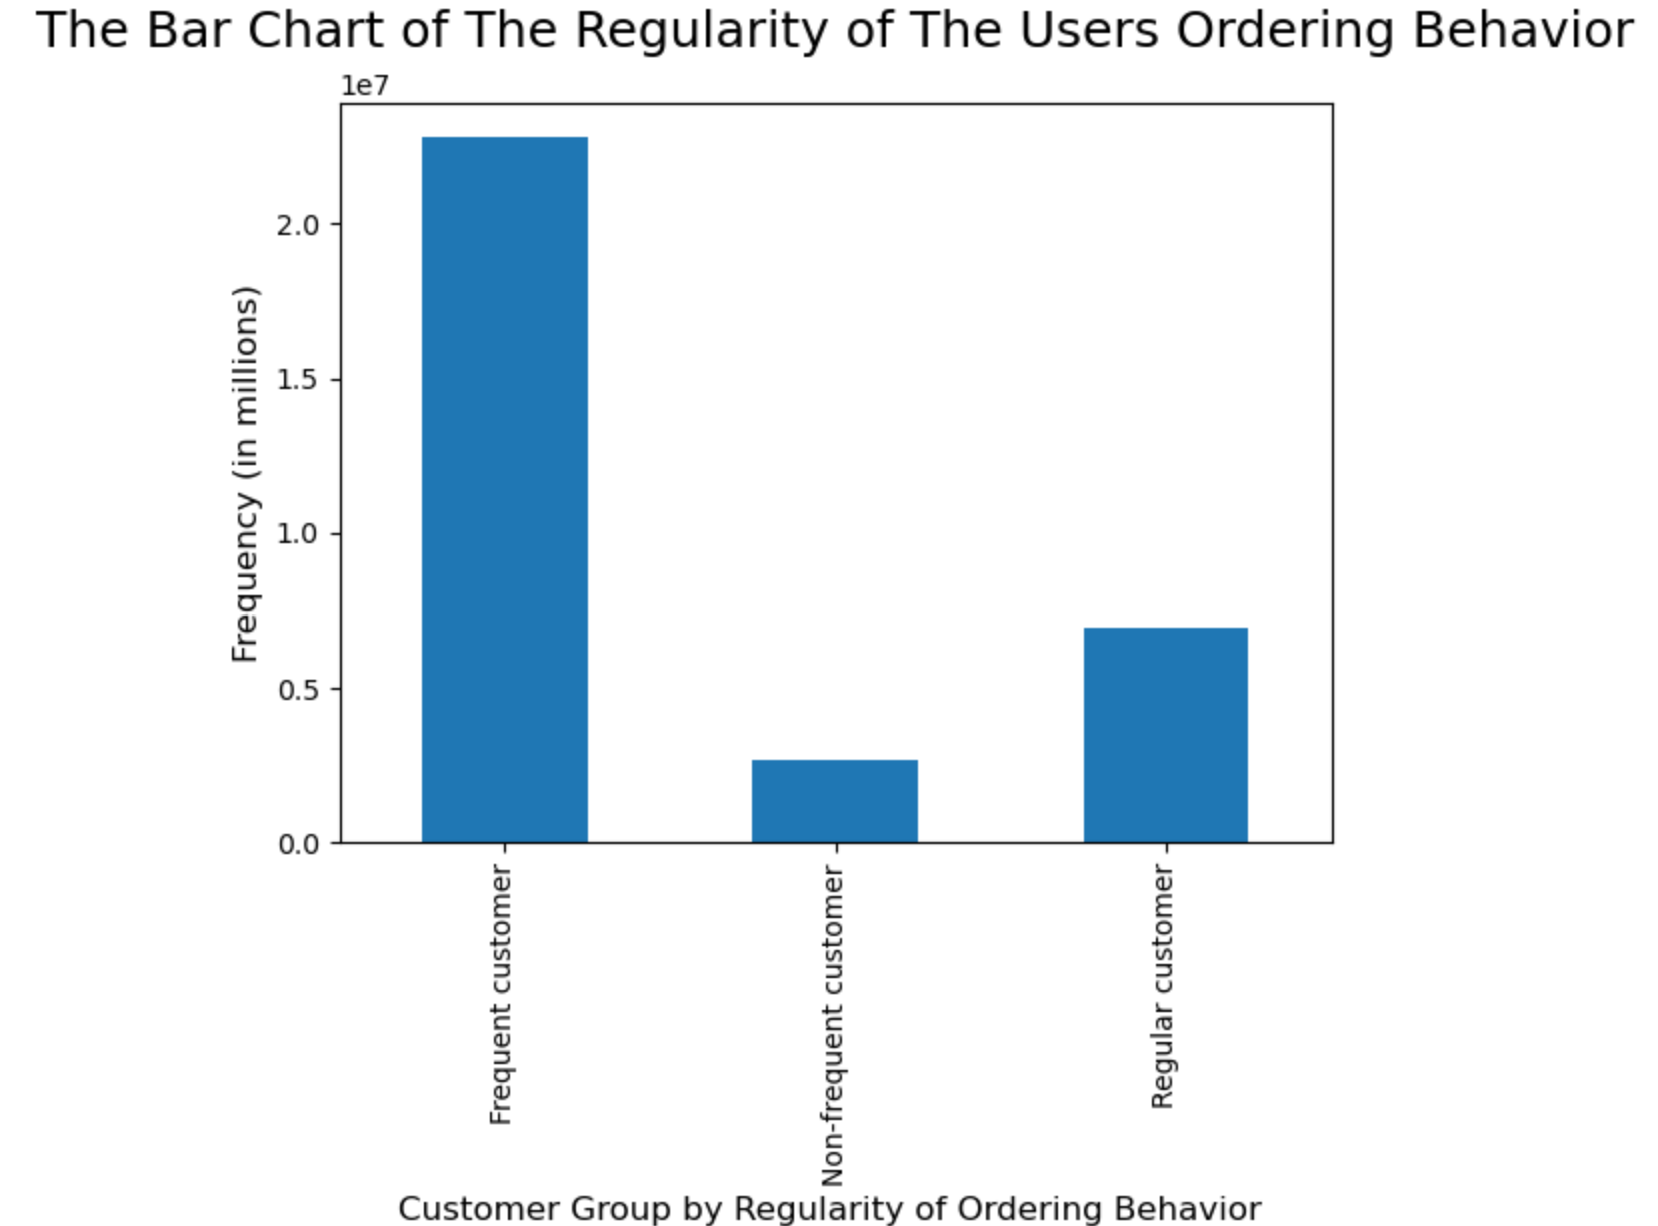 The Bar Chart of The Regularity of The Users Ordering Behavior
1e7
2.0
1.5
1.0
0.5
0.0
Frequency (in millions)
Frequent customer
Non-frequent customer
Regular customer
Customer Group by Regularity of Ordering Behavior